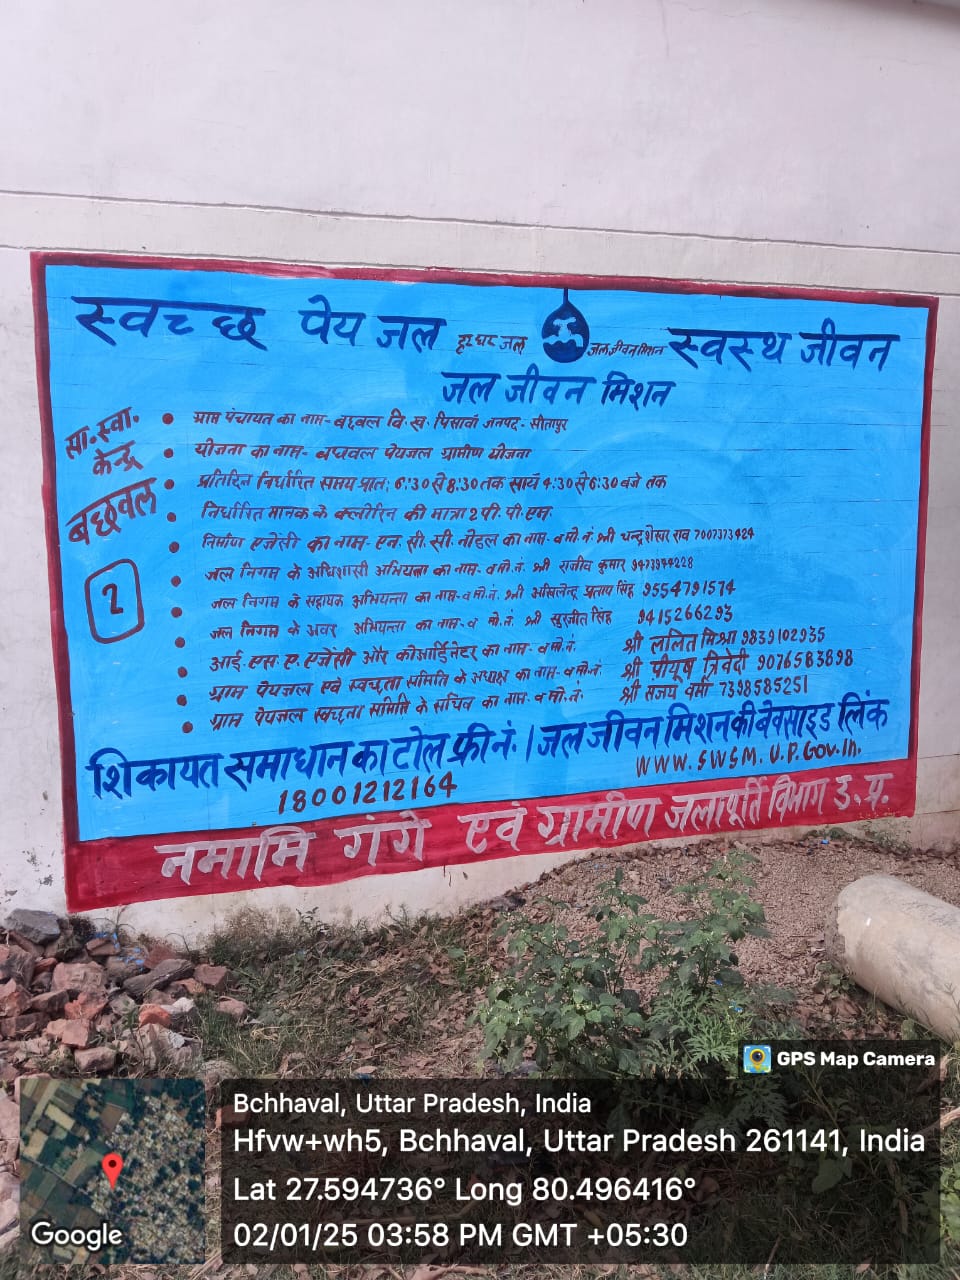 स्वच्छ पेय जल हर घर जल जल जीवन मिशन स्वस्थ जीवन
जल जीवन मिशन
सा. स्वा.
केन्द्र
बछवल
2
• ग्राम पंचायत का नाम- बछवल वि. ख. पिसावाँ जनपद- सीतापुर
• योजना का नाम- बघवल पेयजल ग्रामीण योजना
• प्रतिदिन निर्धारित समय प्रात: 6:30 से 8:30 तक सायँ 4:30 से 6:30 बजे तक
• निर्धारित मानक के क्लोरिन की मात्रा 2 पी. पी. एम.
• निर्माण एजेंसी का नाम- एन. सी. सी. नोडल का नाम- व मो. नं. श्री चन्द्रशेखर राव 7007373424
• जल निगम के अधिशासी अभियन्ता का नाम- व मो. नं. श्री राजीव कुमार
• जल निगम के सहायक अभियन्ता का नाम- व मो. नं. श्री अखिलेन्द्र प्रताप सिंह 9554791574
• जल निगम के अवर अभियन्ता का नाम- व मो. नं. श्री सुरजीत सिंह 9415266293
• आई. एस. ए. एजेंसी और कोआर्डिनेटर का नाम- व मो. नं. श्री ललित मिश्रा 9839102935
• ग्राम पेयजल एवं स्वच्छता समिति के अध्यक्ष का नाम- व मो. नं. श्री पीयूष त्रिवेदी 9076583898
• ग्राम पेयजल स्वच्छता समिति के सचिव का नाम- व मो. नं. श्री संजय वर्मा 7398585251
शिकायत समाधान का टोल फ्री नं. | जल जीवन मिशन की वेवसाइड लिंक
18001212164 WWW. SWSM. U.P. Gov. In.
नमामि गंगे एवं ग्रामीण जलापूर्ति विभाग उ. प्र.
GPS Map Camera
Bchhaval, Uttar Pradesh, India
Hfvw+wh5, Bchhaval, Uttar Pradesh 261141, India
Lat 27.594736° Long 80.496416°
02/01/25 03:58 PM GMT +05:30
Google